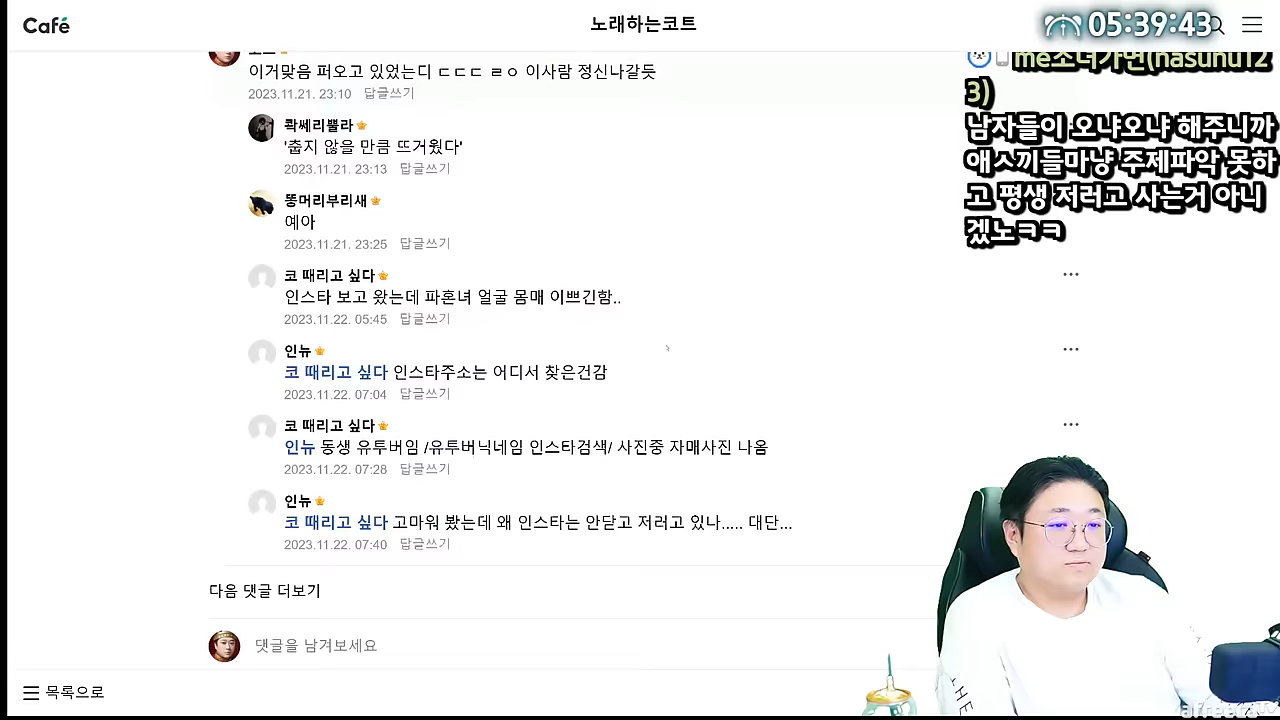 Café
노래하는코트
05:39:43
이거맞음 퍼오고 있었는디 ㄷㄷㄷ ㄹㅇ 이사람 정신나갈듯
2023.11.21. 23:10 답글쓰기
콱쎄리뿔라
'춥지 않을 만큼 뜨거웠다'
2023.11.21. 23:13 답글쓰기
똥머리부리새
예아
2023.11.21. 23:25 답글쓰기
코 때리고 싶다
인스타 보고 왔는데 파혼녀 얼굴 몸매 이쁘긴함..
2023.11.22. 05:45 답글쓰기
인뉴
코 때리고 싶다 인스타주소는 어디서 찾은건감
2023.11.22. 07:04 답글쓰기
코 때리고 싶다
인뉴 동생 유투버임 /유투버닉네임 인스타검색/ 사진중 자매사진 나옴
2023.11.22. 07:28 답글쓰기
인뉴
코 때리고 싶다 고마워 봤는데 왜 인스타는 안닫고 저러고 있나..... 대단...
2023.11.22. 07:40 답글쓰기
다음 댓글 더보기
댓글을 남겨보세요
목록으로
me소녀가면(hasunu12
3)
남자들이 오냐오냐 해주니까
애ㅅ끼들마냥 주제파악 못하
고 평생 저러고 사는거 아니
겠노ㅋㅋ
afreecaTV